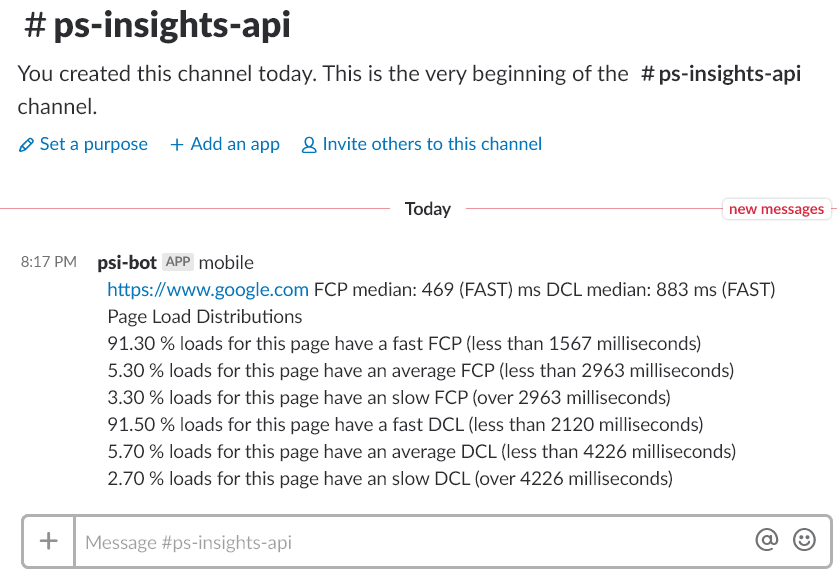 # ps-insights-api
You created this channel today. This is the very beginning of the # ps-insights-api
channel.
Set a purpose + Add an app Invite others to this channel
Today new messages
8:17 PM psi-bot APP mobile
https://www.google.com FCP median: 469 (FAST) ms DCL median: 883 ms (FAST)
Page Load Distributions
91.30 % loads for this page have a fast FCP (less than 1567 milliseconds)
5.30 % loads for this page have an average FCP (less than 2963 milliseconds)
3.30 % loads for this page have an slow FCP (over 2963 milliseconds)
91.50 % loads for this page have a fast DCL (less than 2120 milliseconds)
5.70 % loads for this page have an average DCL (less than 4226 milliseconds)
2.70 % loads for this page have an slow DCL (over 4226 milliseconds)
+ Message #ps-insights-api @